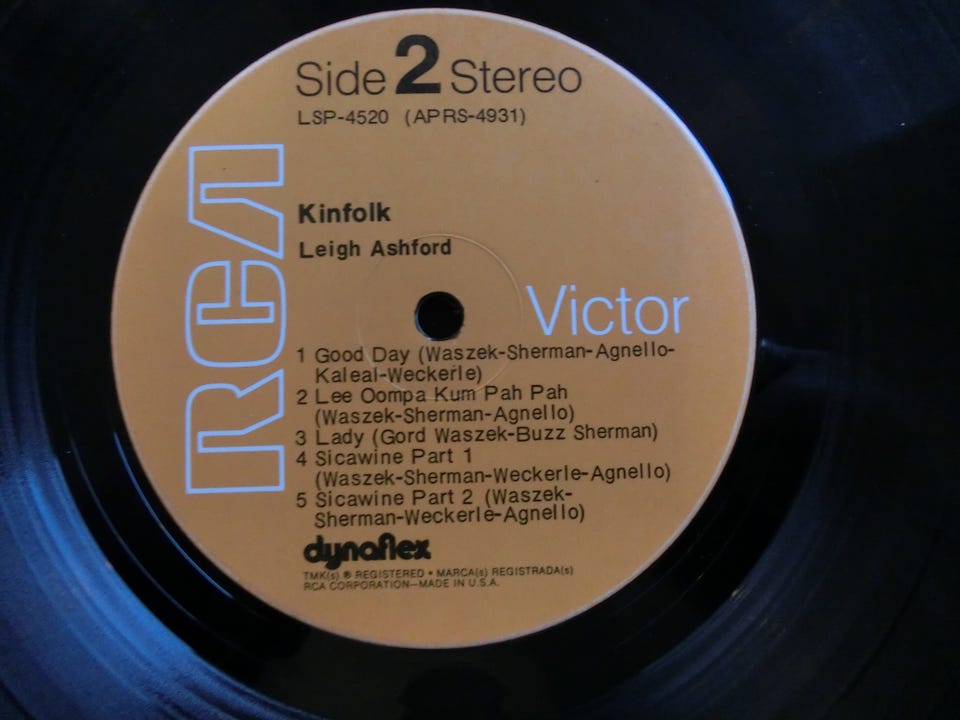 Side 2 Stereo
LSP-4520 (APRS-4931)
RCA
Kinfolk
Leigh Ashford
Victor
1 Good Day (Waszek-Sherman-Agnello-
Kaleal-Weckerle)
2 Lee Oompa Kum Pah Pah
(Waszek-Sherman-Agnello)
3 Lady (Gord Waszek-Buzz Sherman)
4 Sicawine Part 1
(Waszek-Sherman-Weckerle-Agnello)
5 Sicawine Part 2 (Waszek-
Sherman-Weckerle-Agnello)
dynaflex
TMK(s) ® REGISTERED • MARCA(s) REGISTRADA(s)
RCA CORPORATION—MADE IN U.S.A.